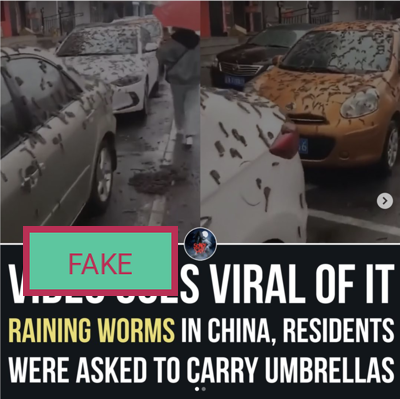 FAKE
VIRAL OF IT
RAINING WORMS IN CHINA, RESIDENTS
WERE ASKED TO CARRY UMBRELLAS